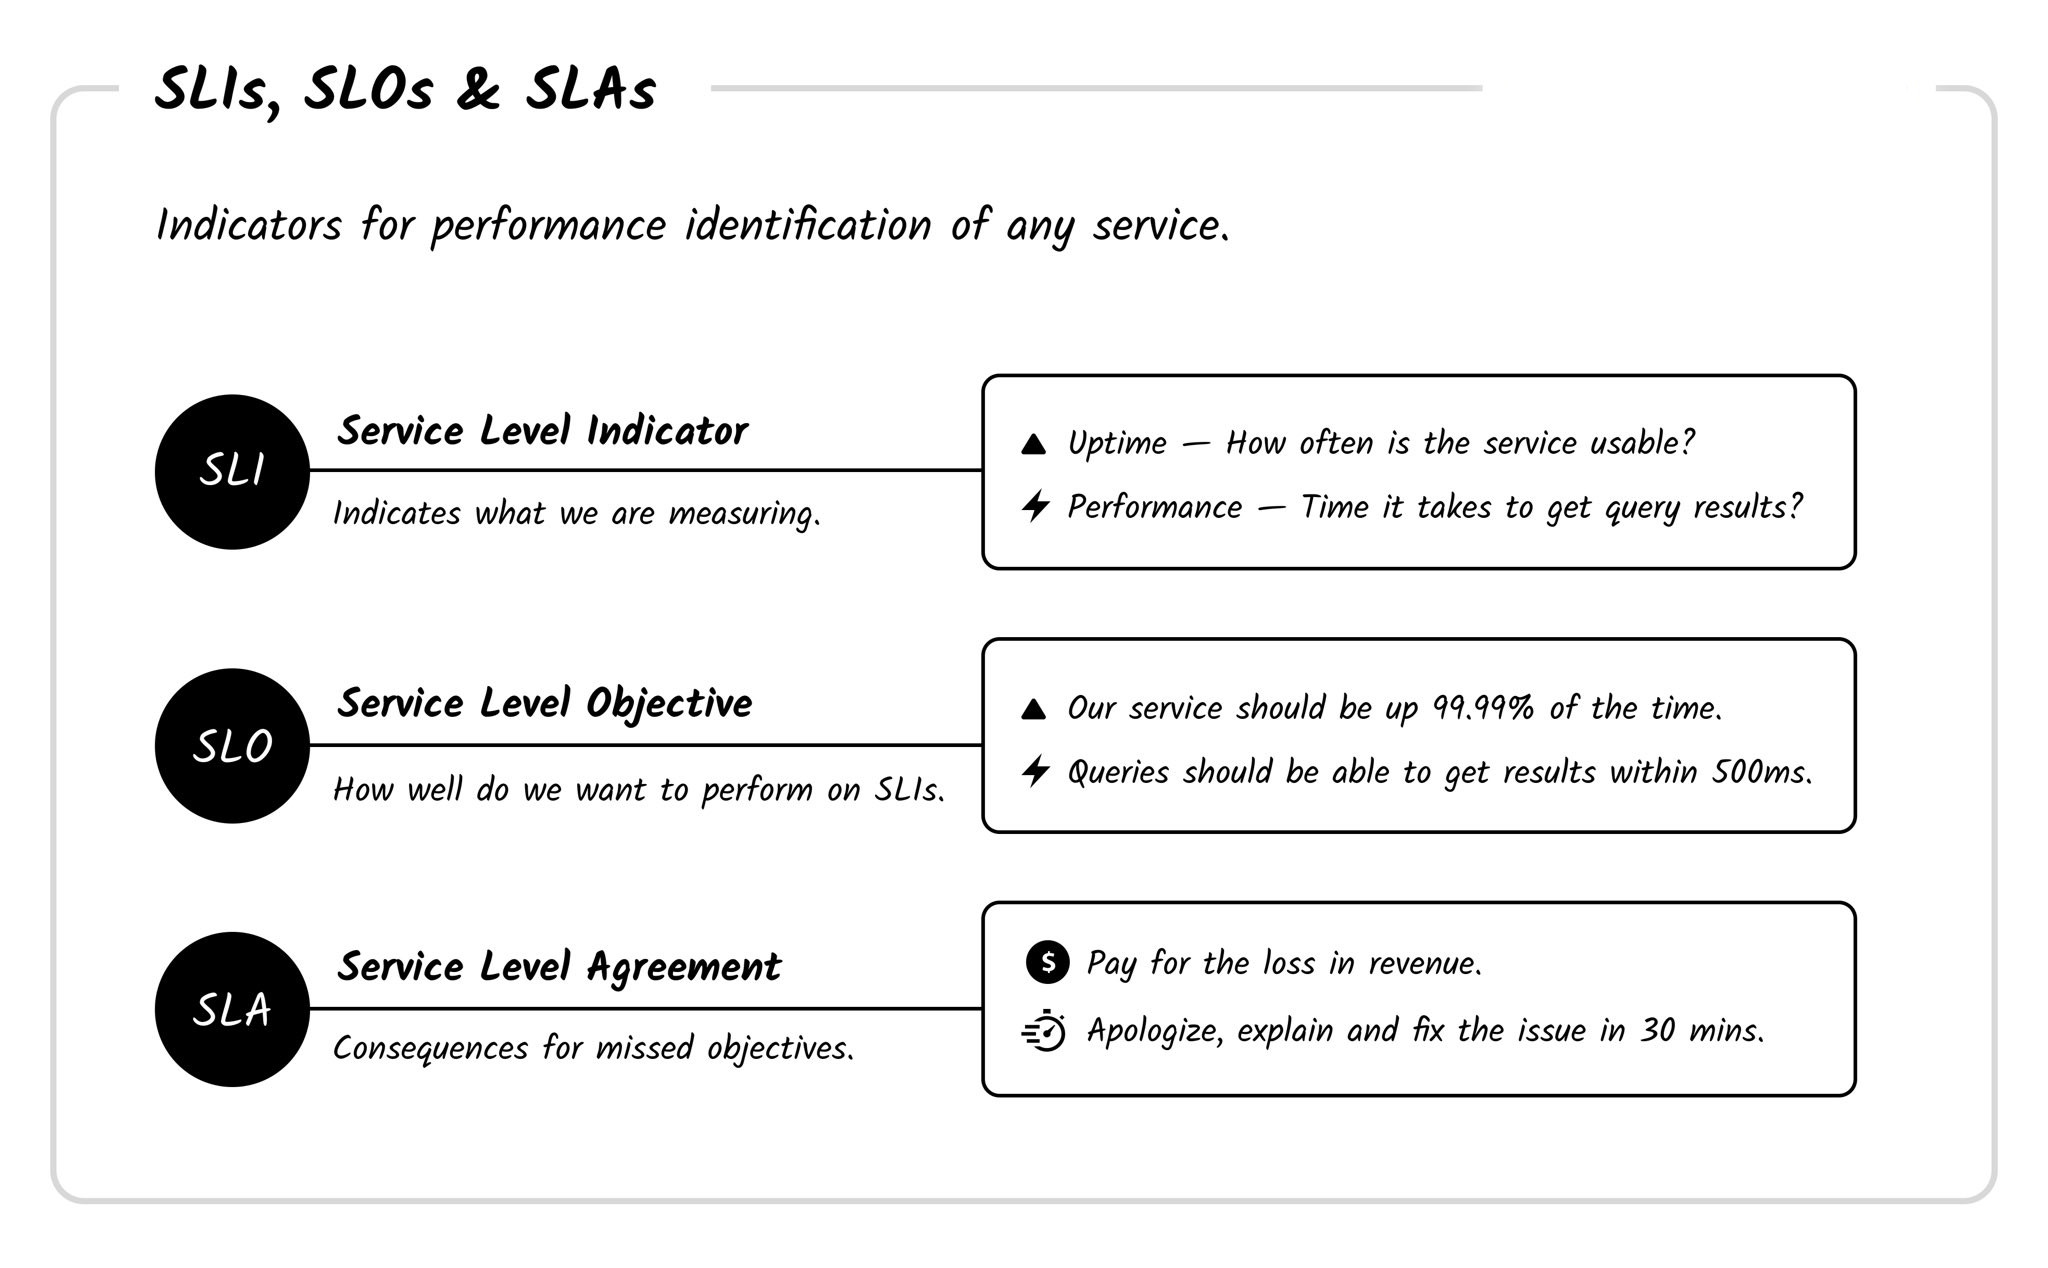 SLIs, SLOs & SLAs
Indicators for performance identification of any service.
SLI
Service Level Indicator
Indicates what we are measuring.
Uptime — How often is the service usable?
Performance — Time it takes to get query results?
SLO
Service Level Objective
How well do we want to perform on SLIs.
Our service should be up 99.99% of the time.
Queries should be able to get results within 500ms.
SLA
Service Level Agreement
Consequences for missed objectives.
$ Pay for the loss in revenue.
Apologize, explain and fix the issue in 30 mins.